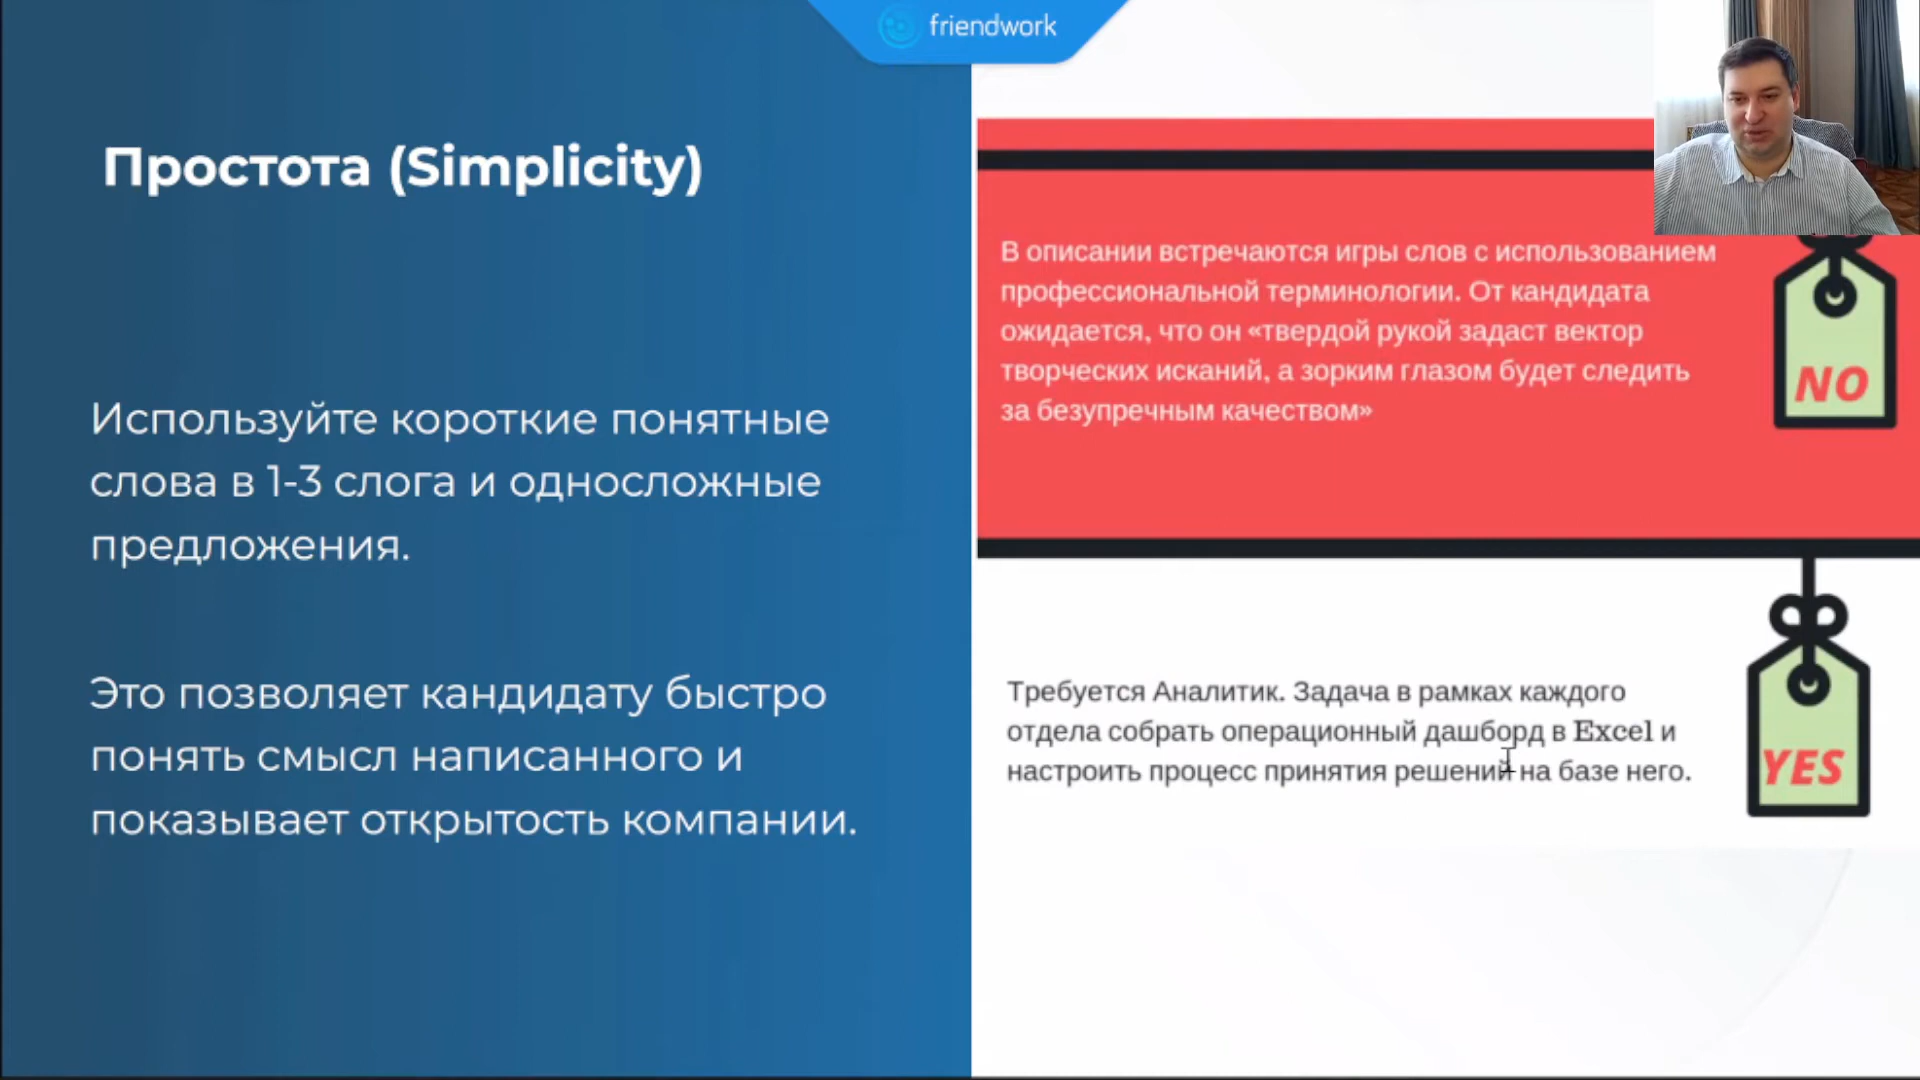 friendwork
Простота (Simplicity)
Используйте короткие понятные
слова в 1-3 слога и односложные
предложения.
Это позволяет кандидату быстро
понять смысл написанного и
показывает открытость компании.
В описании встречаются игры слов с использованием
профессиональной терминологии. От кандидата
ожидается, что он «твердой рукой задаст вектор
творческих исканий, а зорким глазом будет следить
за безупречным качеством»
NO
Требуется Аналитик. Задача в рамках каждого
отдела собрать операционный дашборд в Excel и
настроить процесс принятия решений на базе него.
YES